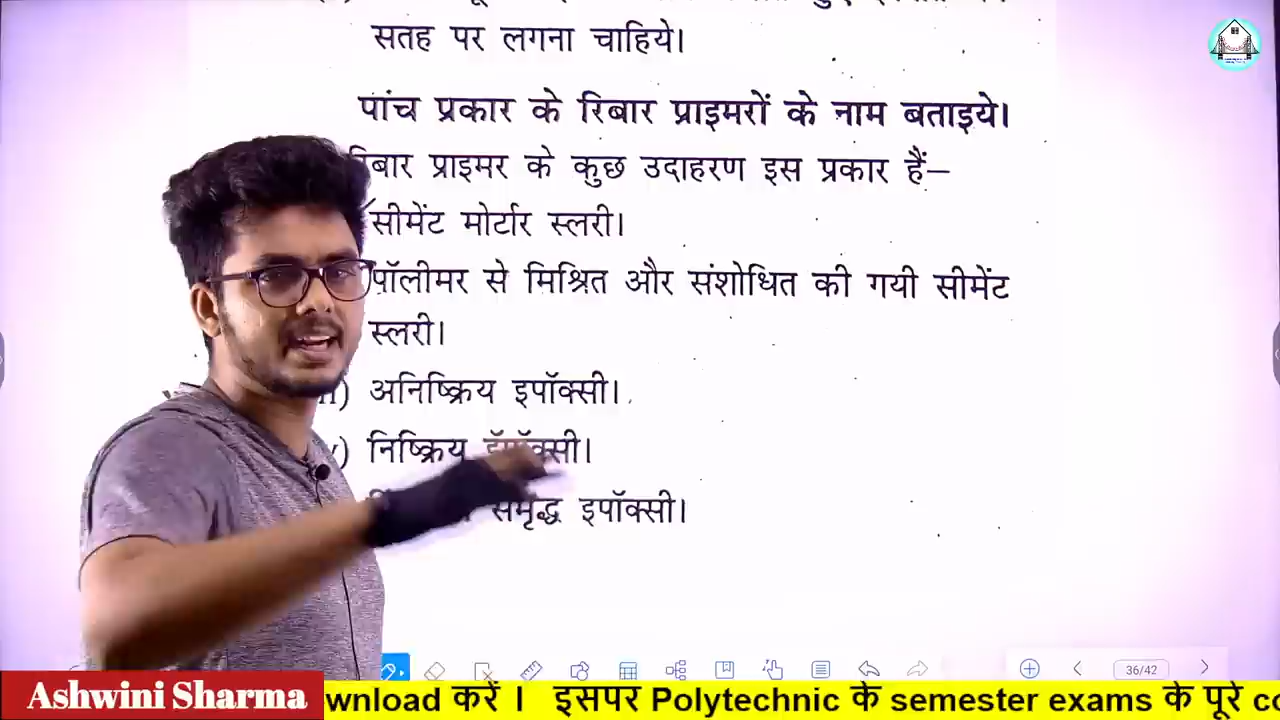 सतह पर लगना चाहिये।
पांच प्रकार के रिबार प्राइमरों के नाम बताइये।
रिबार प्राइमर के कुछ उदाहरण इस प्रकार हैं–
सीमेंट मोर्टार स्लरी।
पॉलीमर से मिश्रित और संशोधित की गयी सीमेंट
स्लरी।
अनिष्क्रिय इपॉक्सी।
निष्क्रिय
समृद्ध इपॉक्सी।
36/42
Ashwini Sharma
wnload करें । इसपर Polytechnic के semester exams के पूरे